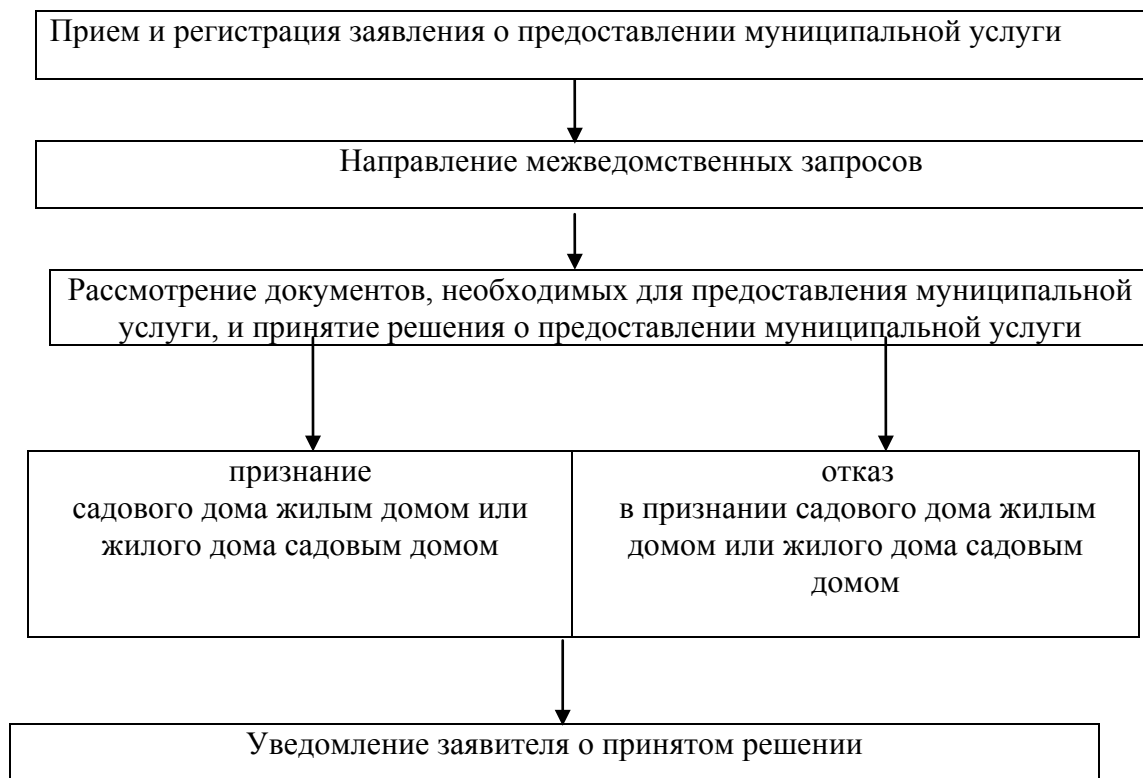 Прием и регистрация заявления о предоставлении муниципальной услуги
Направление межведомственных запросов
Рассмотрение документов, необходимых для предоставления муниципальной
услуги, и принятие решения о предоставлении муниципальной услуги
признание
садового дома жилым домом или
жилого дома садовым домом
отказ
в признании садового дома жилым
домом или жилого дома садовым
домом
Уведомление заявителя о принятом решении